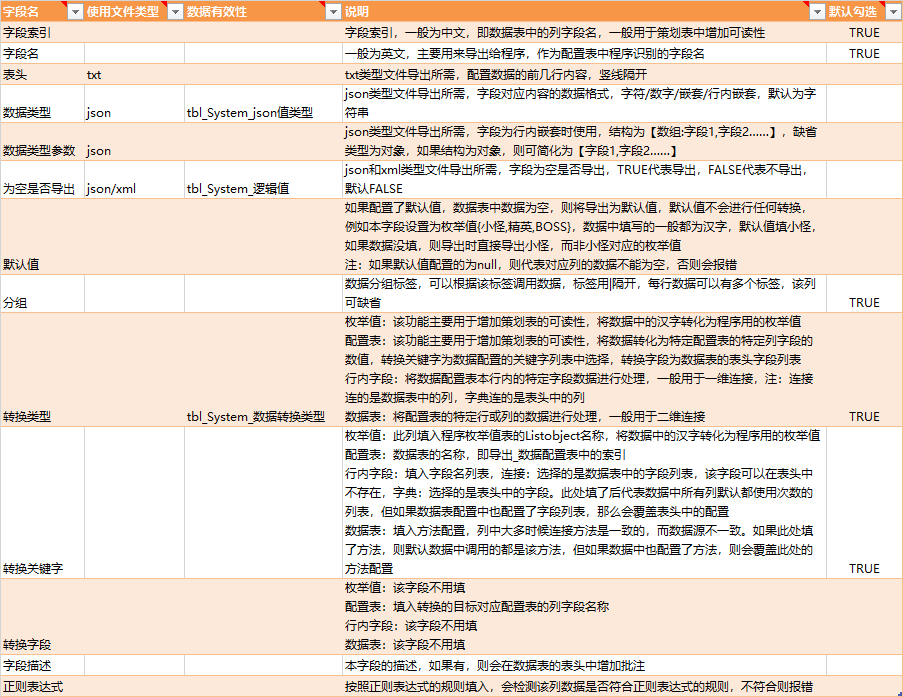 字段名 使用文件类型 数据有效性 说明 默认勾选
字段索引 字段索引，一般为中文，即数据表中的列字段名，一般用于策划表中增加可读性 TRUE
字段名 一般为英文，主要用来导出给程序，作为配置表中程序识别的字段名 TRUE
表头 txt txt类型文件导出所需，配置数据的前几行内容，竖线隔开
json类型文件导出所需，字段对应内容的数据格式，字符/数字/嵌套/行内嵌套，默认为字
数据类型 json tbl_System_json值类型 符串
json类型文件导出所需，字段为行内嵌套时使用，结构为【数组:字段1,字段2……】，缺省
数据类型参数 json 类型为对象，如果结构为对象，则可简化为【字段1,字段2……】
json和xml类型文件导出所需，字段为空是否导出，TRUE代表导出，FALSE代表不导出，
为空是否导出 json/xml tbl_System_逻辑值 默认FALSE
如果配置了默认值，数据表中数据为空，则将导出为默认值，默认值不会进行任何转换，
例如本字段设置为枚举值{小怪,精英,BOSS}，数据中填写的一般都为汉字，默认值填小怪，
如果数据没填，则导出时直接导出小怪，而非小怪对应的枚举值
默认值 注：如果默认值配置的为null，则代表对应列的数据不能为空，否则会报错
数据分组标签，可以根据该标签调用数据，标签用|隔开，每行数据可以有多个标签，该列
分组 可缺省 TRUE
枚举值：该功能主要用于增加策划表的可读性，将数据中的汉字转化为程序用的枚举值
配置表：该功能主要用于增加策划表的可读性，将数据转化为特定配置表的特定列字段的
数值，转换关键字为数据配置的关键字列表中选择，转换字段为数据表的表头字段列表
行内字段：将数据配置表本行内的特定字段数据进行处理，一般用于一维连接，注：连接
连的是数据表中的列，字典连的是表头中的列
转换类型 tbl_System_数据转换类型 数据表：将配置表的特定行或列的数据进行处理，一般用于二维连接 TRUE
枚举值：此列填入程序枚举值表的Listobject名称，将数据中的汉字转化为程序用的枚举值
配置表：数据表的名称，即导出_数据配置表中的索引
行内字段：填入字段名列表，连接：选择的是数据表中的字段列表，该字段可以在表头中
不存在，字典：选择的是表头中的字段。此处填了后代表数据中所有列默认都使用次数的
列表，但如果数据表配置中也配置了字段列表，那么会覆盖表头中的配置
数据表：填入方法配置，列中大多时候连接方法是一致的，而数据源不一致。如果此处填
了方法，则默认数据中调用的都是该方法，但如果数据中也配置了方法，则会覆盖此处的
转换关键字 方法配置 TRUE
枚举值：该字段不用填
配置表：填入转换的目标对应配置表的列字段名称
行内字段：该字段不用填
转换字段 数据表：该字段不用填
字段描述 本字段的描述，如果有，则会在数据表的表头中增加批注
正则表达式 按照正则表达式的规则填入，会检测该列数据是否符合正则表达式的规则，不符合则报错